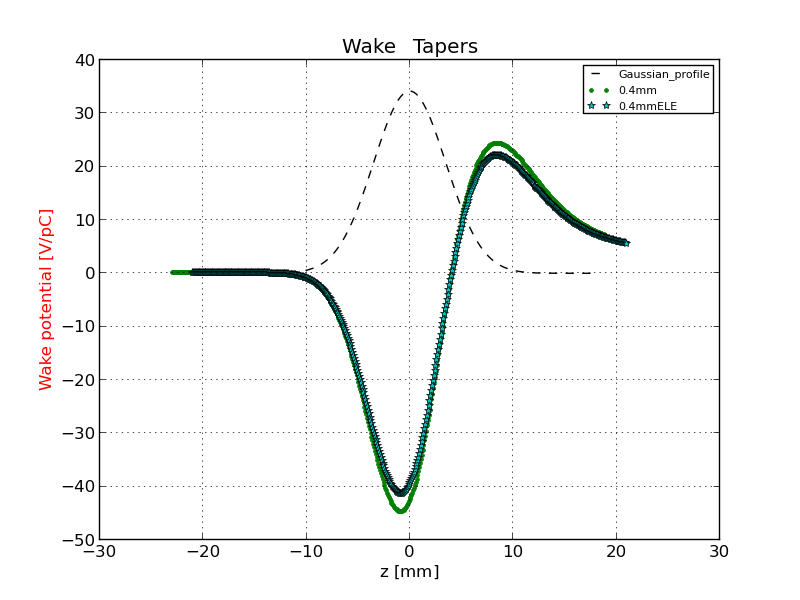 Wake Tapers
Gaussian_profile
0.4mm
0.4mmELE
40
30
20
10
0
−10
−20
−30
−40
−50
Wake potential [V/pC]
−30 −20 −10 0 10 20 30
z [mm]